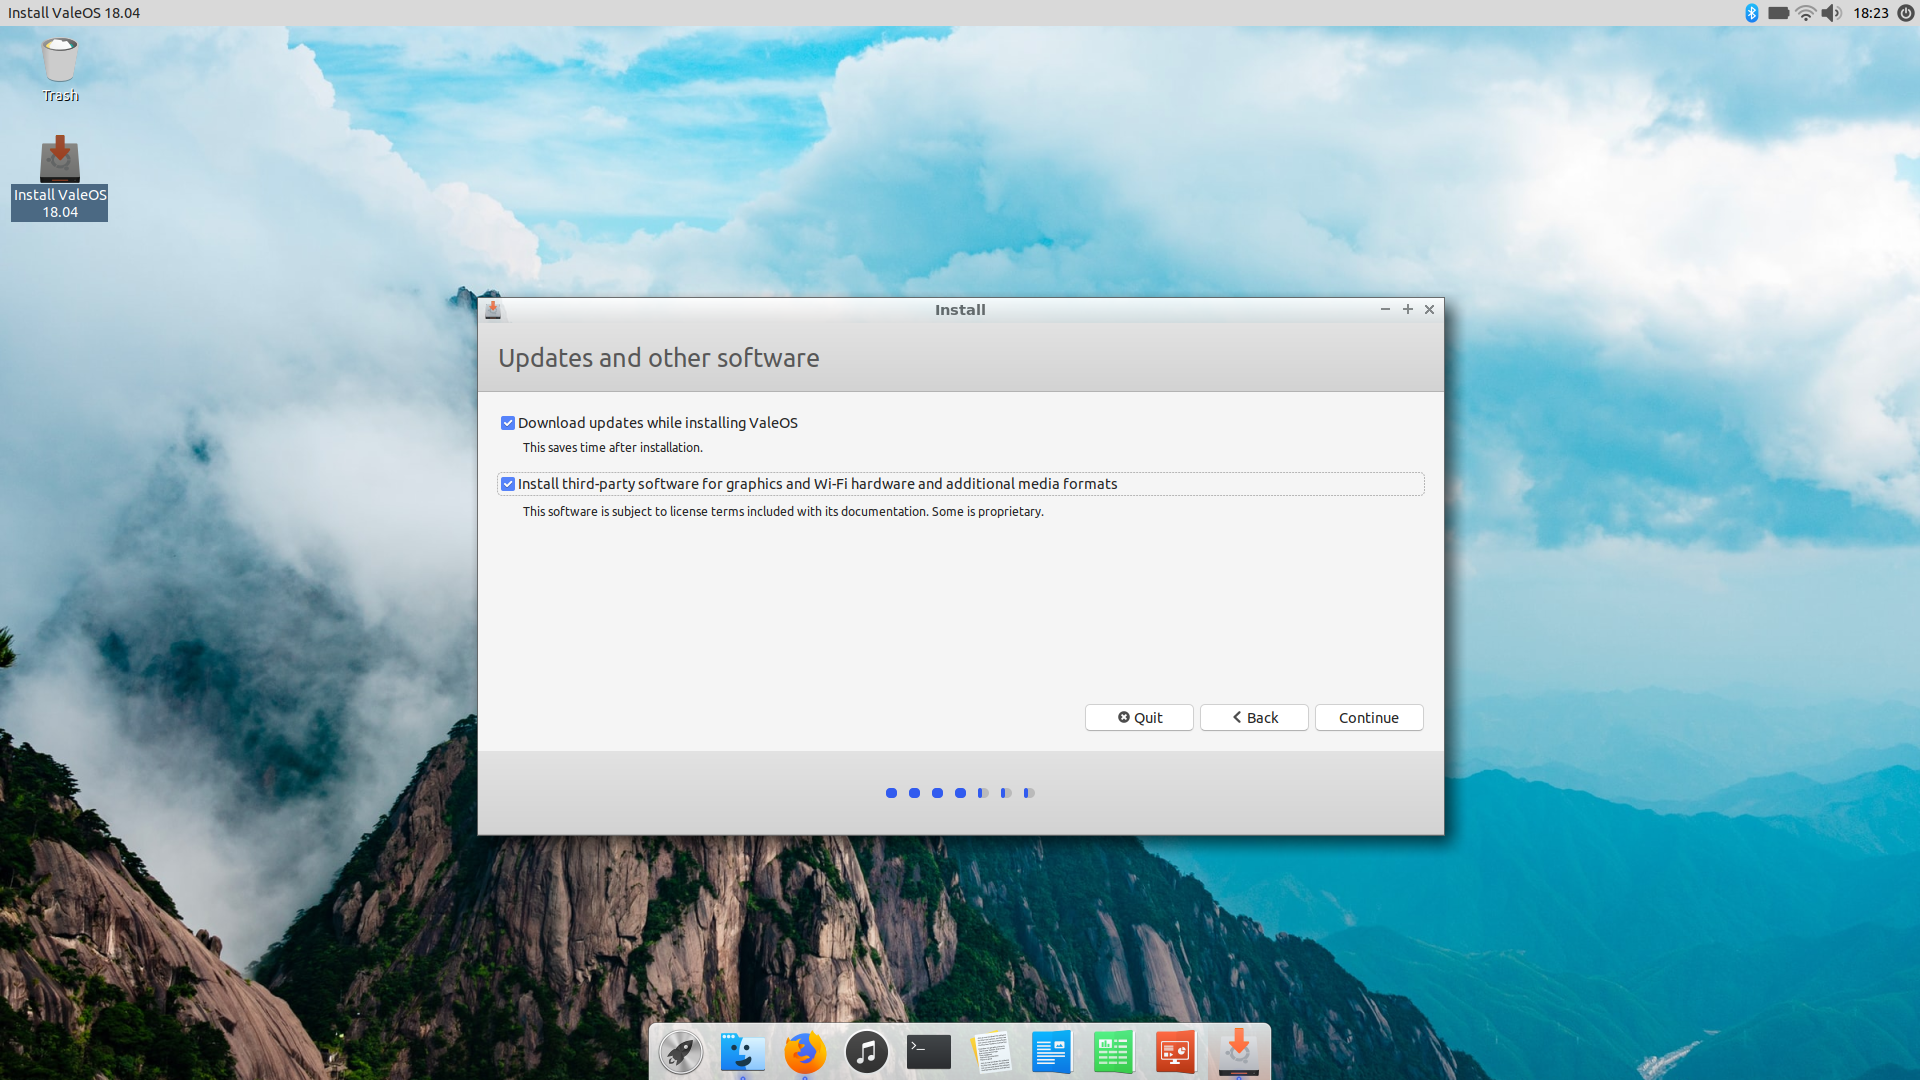 Install ValeOS 18.04
18:23
Trash
Install ValeOS
18.04
Install
Updates and other software
Download updates while installing ValeOS
This saves time after installation.
Install third-party software for graphics and Wi-Fi hardware and additional media formats
This software is subject to license terms included with its documentation. Some is proprietary.
Quit
Back
Continue